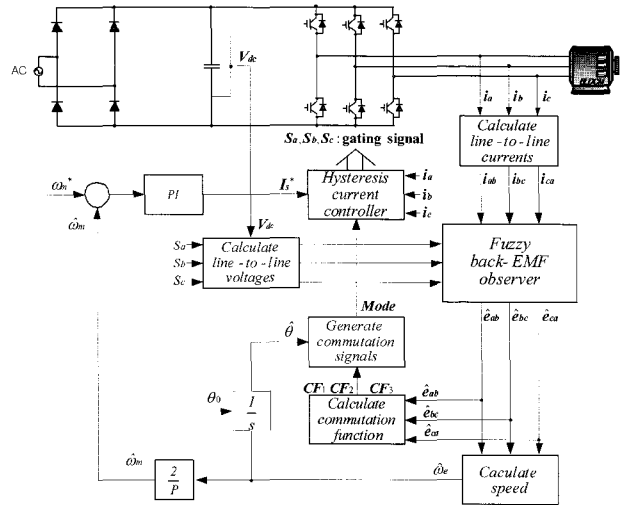 AC
V_dc
i_a i_b i_c
S_a, S_b, S_c : gating signal
Calculate
line - to - line
currents
ω_m* PI I_s*
Hysteresis
current
controller
i_a
i_b
i_c
i_ab i_bc i_ca
ω̂_m
V_dc
S_a
S_b
S_c
Calculate
line - to - line
voltages
Fuzzy
back- EMF
observer
Mode
ê_ab ê_bc ê_ca
θ̂
Generate
commutation
signals
θ_0
1
s
CF_1 CF_2 CF_3
Calculate
commutation
function
ê_ab
ê_bc
ê_ca
ω̂_m
2
P
ω̂_e
Caculate
speed